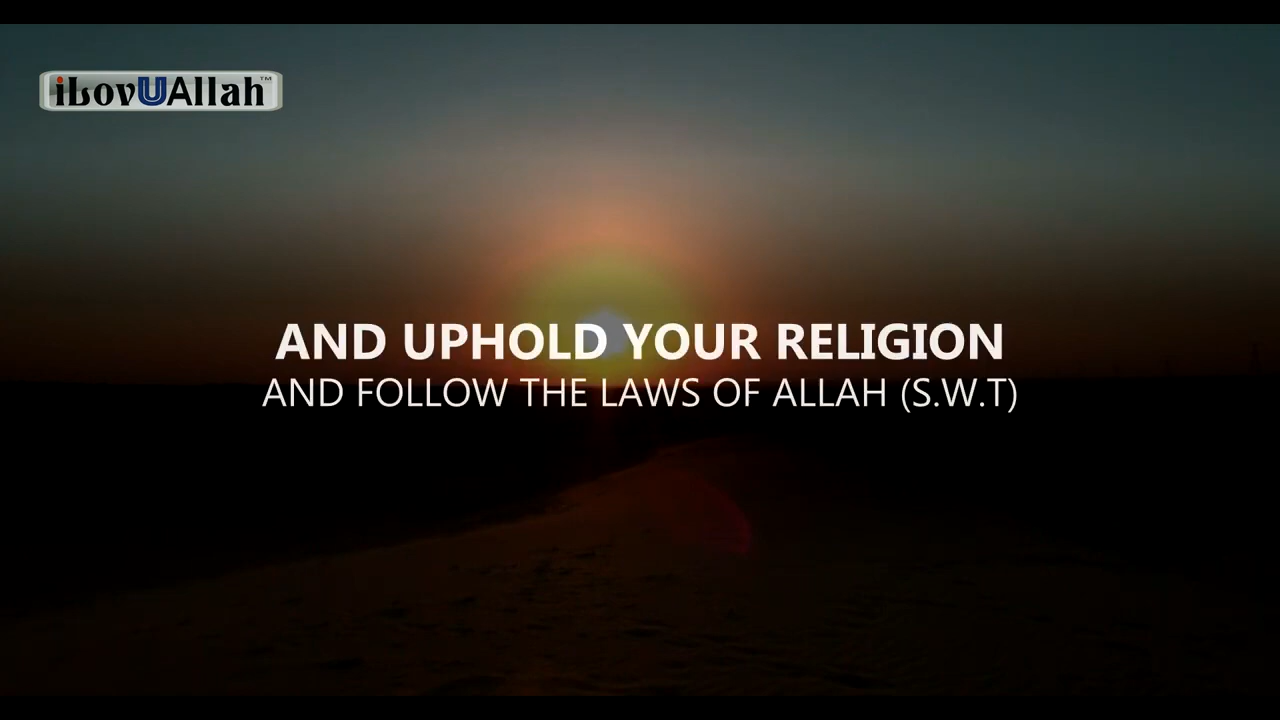 iLovUAllah™
AND UPHOLD YOUR RELIGION
AND FOLLOW THE LAWS OF ALLAH (S.W.T)